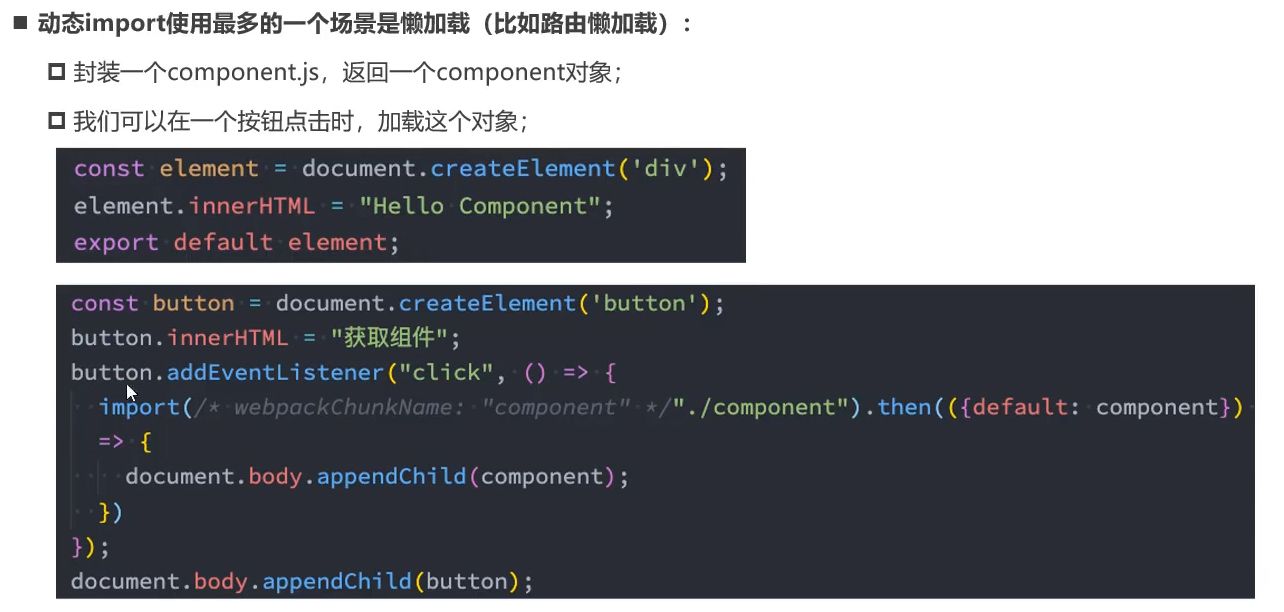 动态import使用最多的一个场景是懒加载（比如路由懒加载）：
封装一个component.js，返回一个component对象；
我们可以在一个按钮点击时，加载这个对象；
const element = document.createElement('div');
element.innerHTML = "Hello Component";
export default element;
const button = document.createElement('button');
button.innerHTML = "获取组件";
button.addEventListener("click", () => {
import(/* webpackChunkName: "component" */"./component").then(({default: component})
=> {
document.body.appendChild(component);
})
});
document.body.appendChild(button);